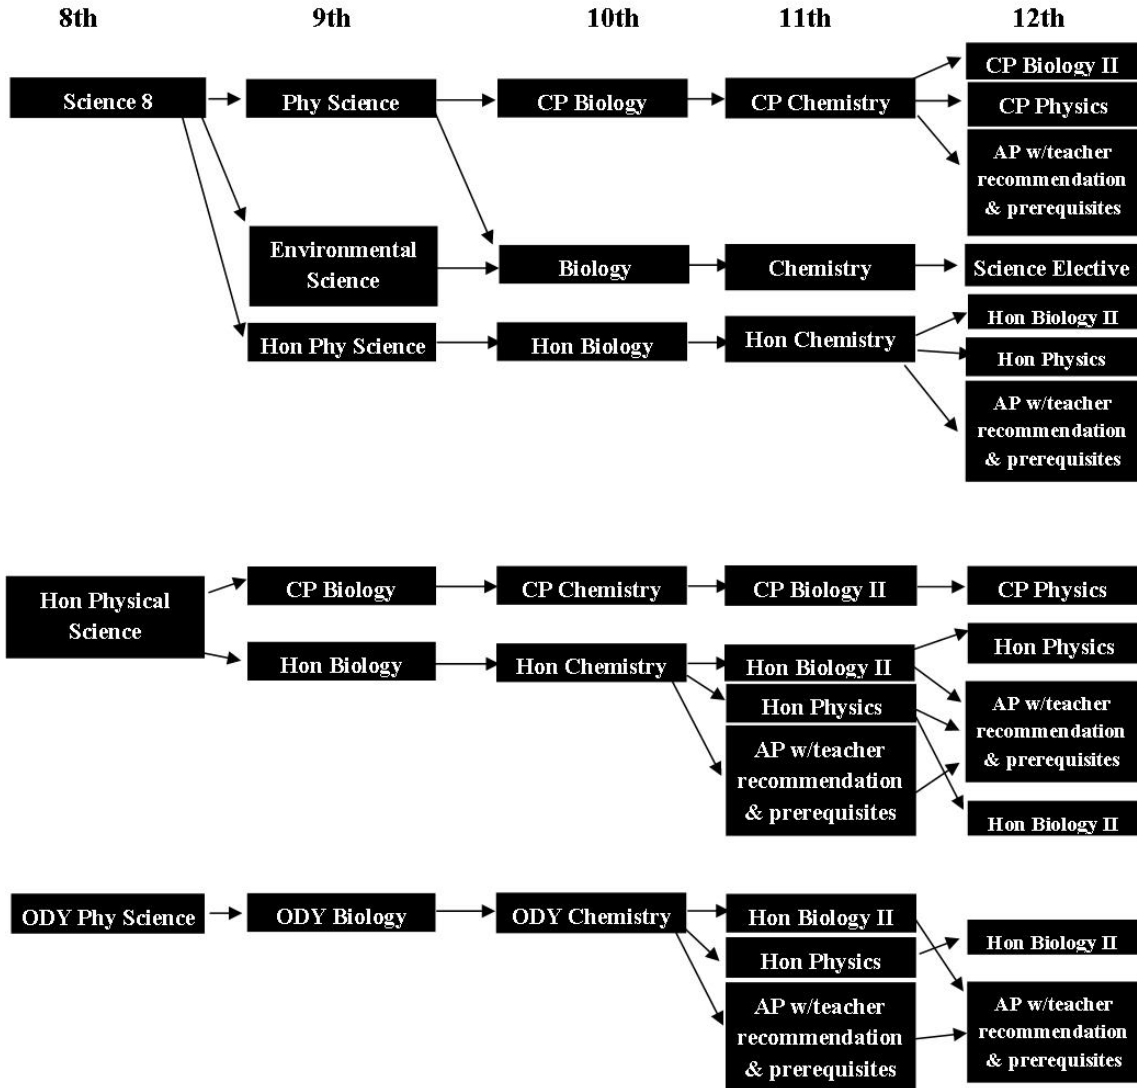 8th 9th 10th 11th 12th
Science 8
Phy Science
CP Biology
CP Chemistry
CP Biology II
CP Physics
AP w/teacher
recommendation
& prerequisites
Environmental
Science
Biology
Chemistry
Science Elective
Hon Phy Science
Hon Biology
Hon Chemistry
Hon Biology II
Hon Physics
AP w/teacher
recommendation
& prerequisites
Hon Physical
Science
CP Biology
CP Chemistry
CP Biology II
CP Physics
Hon Biology
Hon Chemistry
Hon Biology II
Hon Physics
AP w/teacher
recommendation
& prerequisites
Hon Physics
AP w/teacher
recommendation
& prerequisites
Hon Biology II
ODY Phy Science
ODY Biology
ODY Chemistry
Hon Biology II
Hon Physics
AP w/teacher
recommendation
& prerequisites
Hon Biology II
AP w/teacher
recommendation
& prerequisites